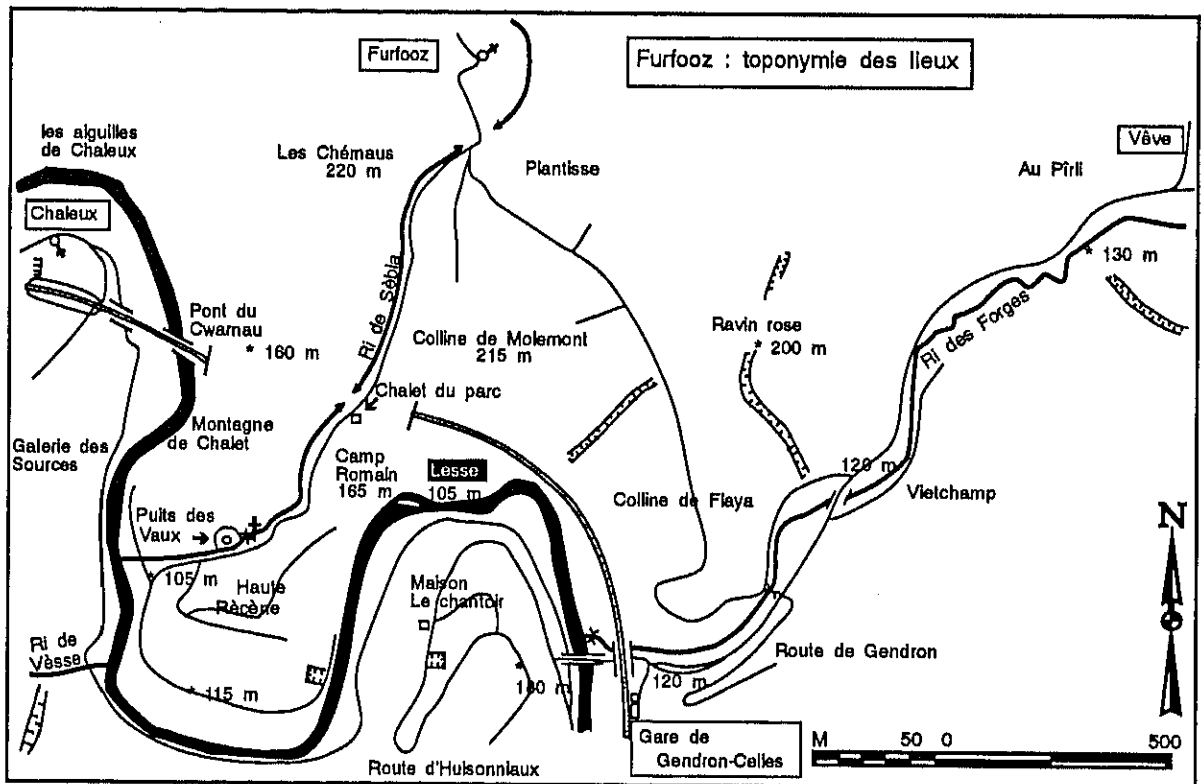 Furfooz
Furfooz : toponymie des lieux
les aiguilles
de Chaleux
Vêve
Les Chémaus
220 m
Plantisse
Au Pîrli
Chaleux
* 130 m
Ri de Sèbia
Pont du
Cwarnau
* 160 m
Colline de Molemont
215 m
Ravin rose
* 200 m
Ri des Forges
Chalet du parc
Galerie des
Sources
Montagne
de Chalet
Camp
Romain
165 m
Lesse
105 m
120 m
Colline de Flaya
Vietchamp
Puits des
Vaux
N
* 105 m
Haute
Rècène
Maison
Le chantoir
Ri de
Vèsse
Route de Gendron
* 115 m
* 160 m
120 m
Gare de
Gendron-Celles
M 50 0 500
Route d'Hulsonniaux